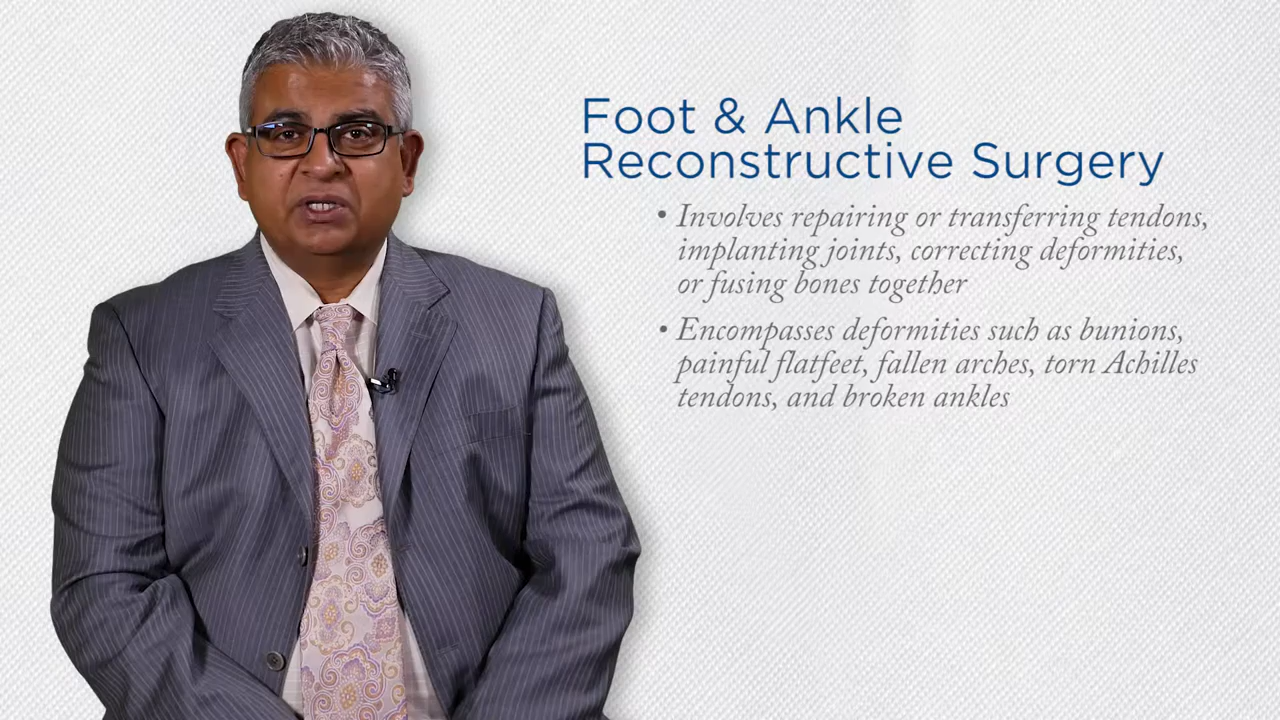 Foot & Ankle
Reconstructive Surgery
• Involves repairing or transferring tendons,
implanting joints, correcting deformities,
or fusing bones together
• Encompasses deformities such as bunions,
painful flatfeet, fallen arches, torn Achilles
tendons, and broken ankles